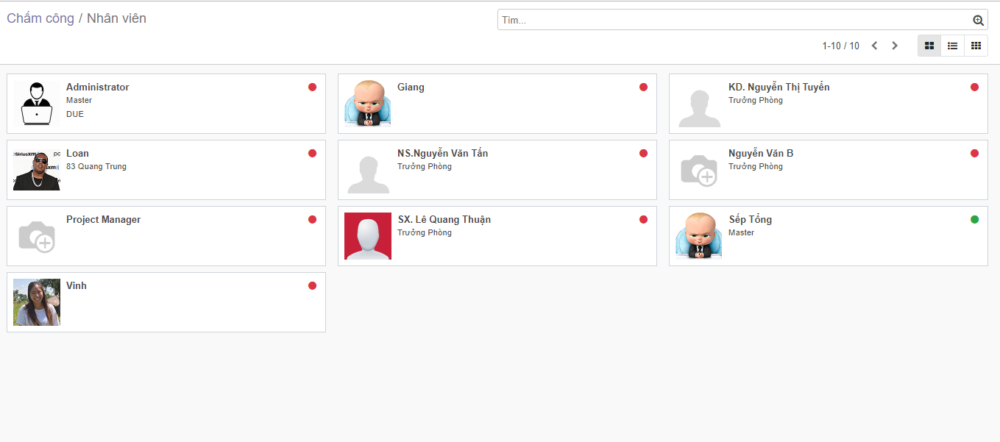 Chấm công / Nhân viên
Tìm...
1-10 / 10
Administrator
Master
DUE
Giang
KD. Nguyễn Thị Tuyển
Trưởng Phòng
SiriusXM
Loan
83 Quang Trung
NS.Nguyễn Văn Tấn
Trưởng Phòng
Nguyễn Văn B
Trưởng Phòng
Project Manager
SX. Lê Quang Thuận
Trưởng Phòng
Sếp Tổng
Master
Vinh